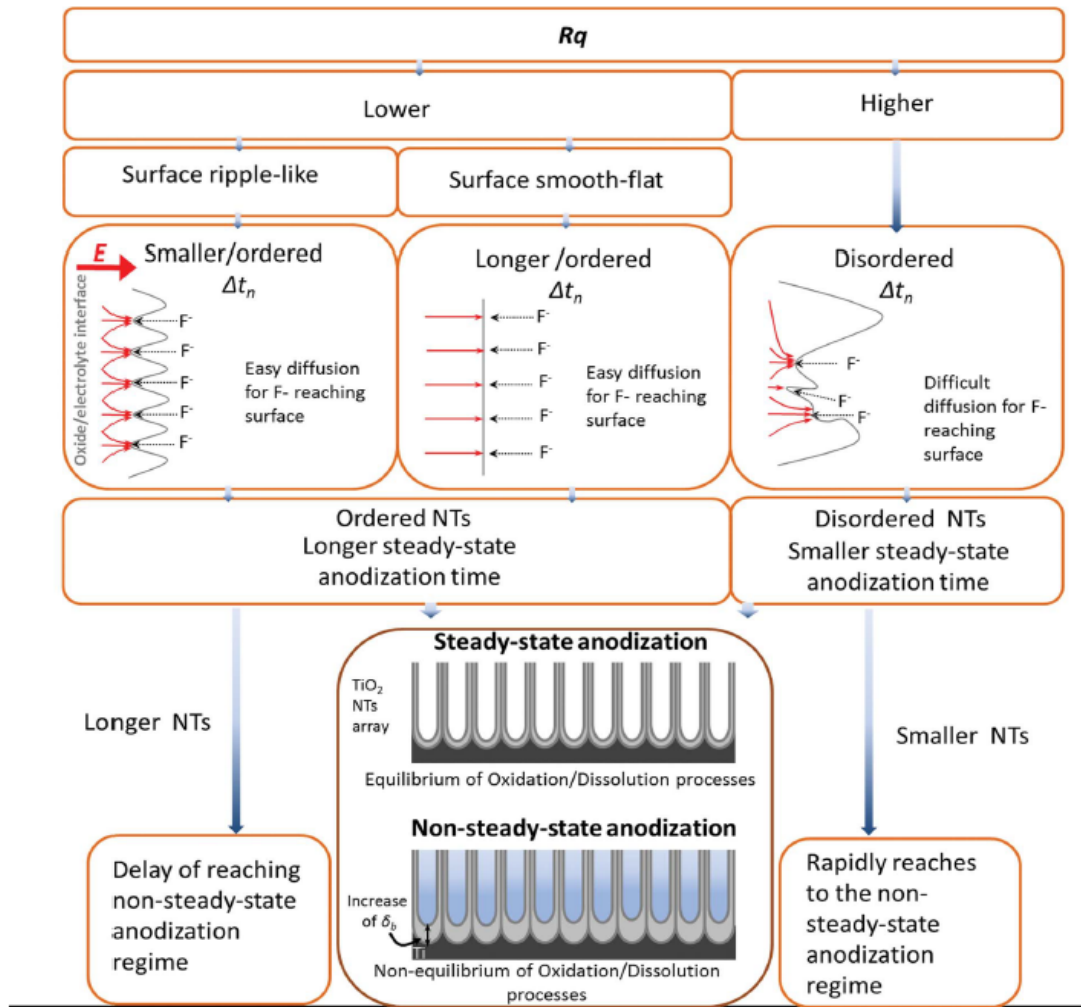 Rq
Lower
Higher
Surface ripple-like
Surface smooth-flat
E
Smaller/ordered
Δtn
Oxide/electrolyte interface
F-
F-
F-
F-
F-
Easy diffusion
for F- reaching
surface
Longer /ordered
Δtn
F-
F-
F-
F-
F-
Easy diffusion
for F- reaching
surface
Disordered
Δtn
F-
F-
F-
Difficult
diffusion for F-
reaching
surface
Ordered NTs
Longer steady-state
anodization time
Disordered NTs
Smaller steady-state
anodization time
Longer NTs
Steady-state anodization
TiO2
NTs
array
Equilibrium of Oxidation/Dissolution processes
Non-steady-state anodization
Increase
of δb
Ti
Non-equilibrium of Oxidation/Dissolution
processes
Smaller NTs
Delay of reaching
non-steady-state
anodization
regime
Rapidly reaches
to the non-
steady-state
anodization
regime